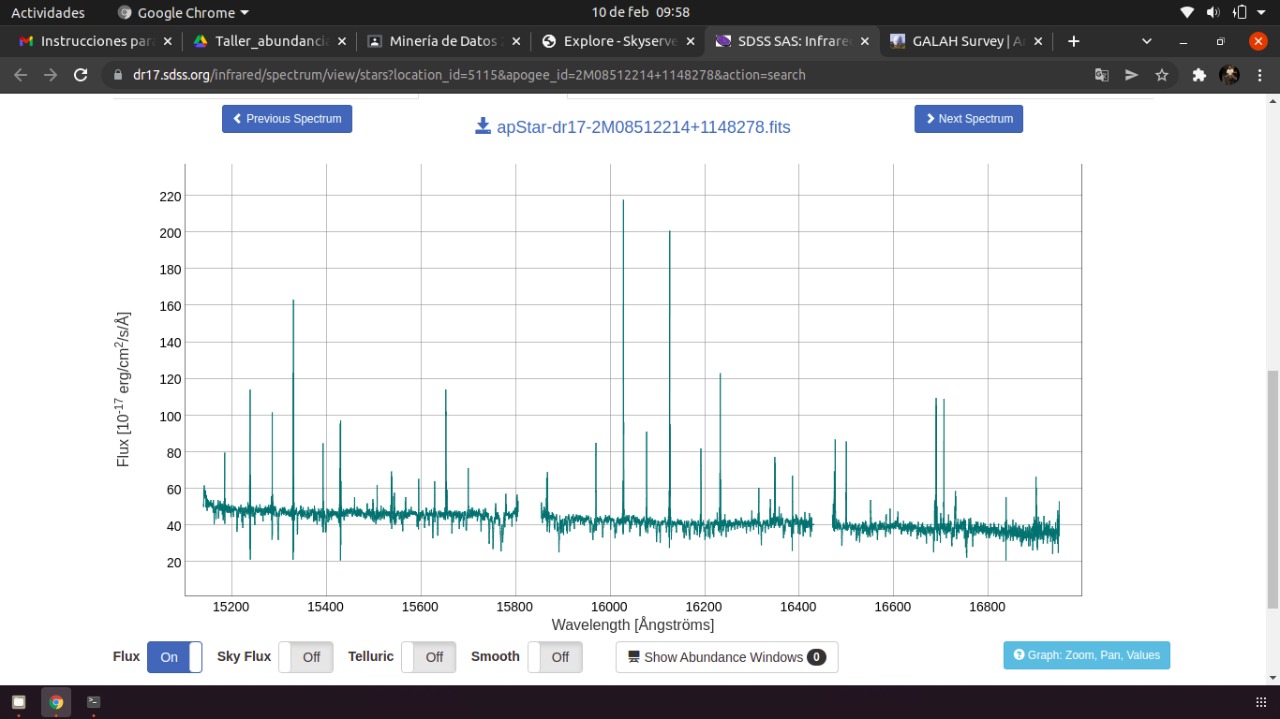 Actividades Google Chrome 10 de feb 09:58
Instrucciones par Taller_abundancia Minería de Datos Explore - Skyserve SDSS SAS: Infrare GALAH Survey | A
dr17.sdss.org/infrared/spectrum/view/stars?location_id=5115&apogee_id=2M08512214+1148278&action=search
Previous Spectrum apStar-dr17-2M08512214+1148278.fits Next Spectrum
220
200
180
160
140
120
100
80
60
40
20
Flux [10-17 erg/cm2/s/Å]
15200 15400 15600 15800 16000 16200 16400 16600 16800
Wavelength [Ångströms]
Flux On Sky Flux Off Telluric Off Smooth Off Show Abundance Windows 0 Graph: Zoom, Pan, Values